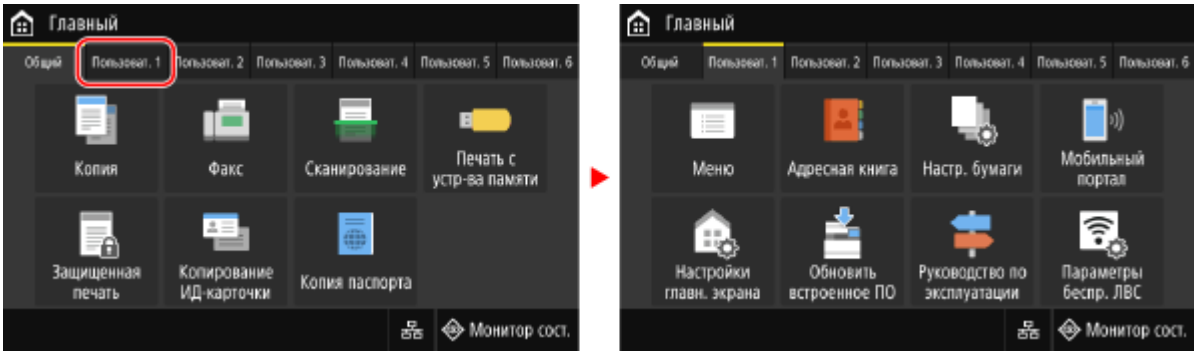 Главный
Общий Пользоват. 1 Пользоват. 2 Пользоват. 3 Пользоват. 4 Пользоват. 5 Пользоват. 6
Копия Факс Сканирование Печать с
устр-ва памяти
Защищенная
печать
Копирование
ИД-карточки
Копия паспорта
Монитор сост.
Главный
Общий Пользоват. 1 Пользоват. 2 Пользоват. 3 Пользоват. 4 Пользоват. 5 Пользоват. 6
Меню Адресная книга Настр. бумаги Мобильный
портал
Настройки
главн. экрана
Обновить
встроенное ПО
Руководство по
эксплуатации
Параметры
беспр. ЛВС
Монитор сост.